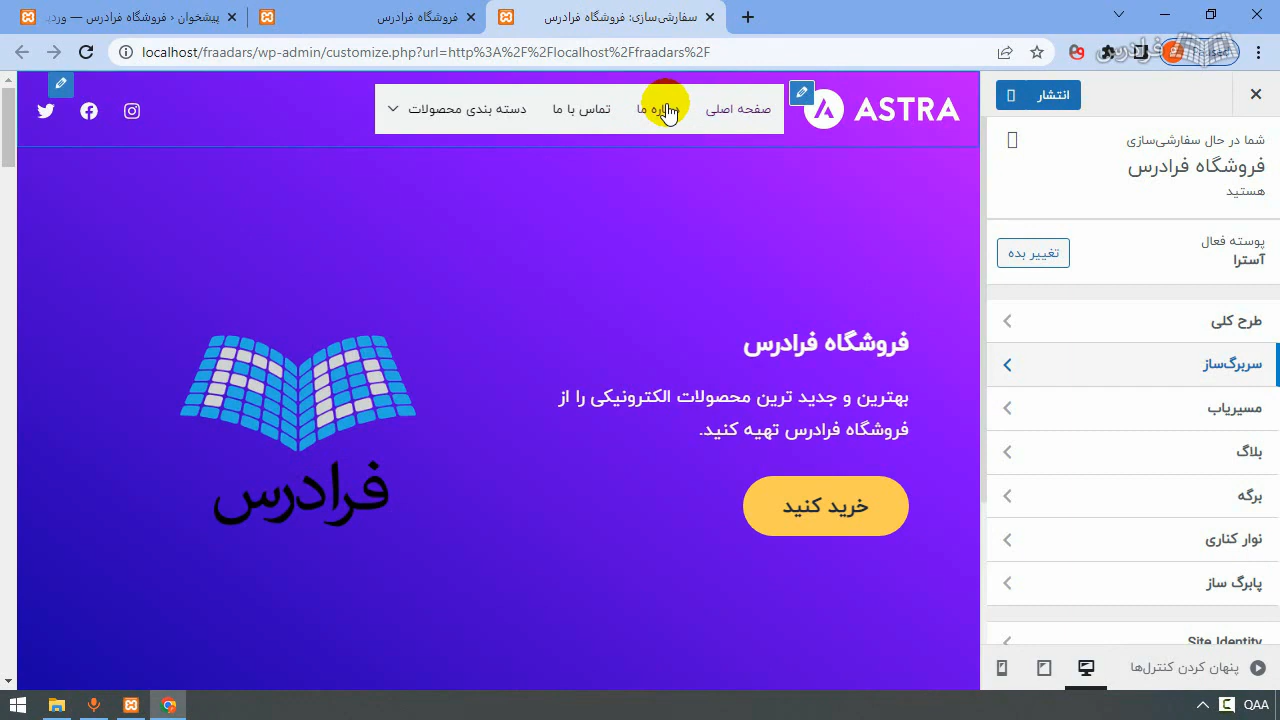 پیشخوان ‹ فروشگاه فرادرس — وردپر
فروشگاه فرادرس
سفارشی‌سازی: فروشگاه فرادرس
localhost/fraadars/wp-admin/customize.php?url=http%3A%2F%2Flocalhost%2Ffraadars%2F
فرادرس
ASTRA
صفحه اصلی
درباره ما
تماس با ما
دسته بندی محصولات
فروشگاه فرادرس
بهترین و جدید ترین محصولات الکترونیکی را از
فروشگاه فرادرس تهیه کنید.
خرید کنید
فرادرس
انتشار
شما در حال سفارشی‌سازی
فروشگاه فرادرس
هستید
پوسته فعال
آسترا
تغییر بده
طرح کلی
سربرگ‌ساز
مسیریاب
بلاگ
برگه
نوار کناری
پابرگ ساز
Site Identity
پنهان کردن کنترل‌ها
QAA